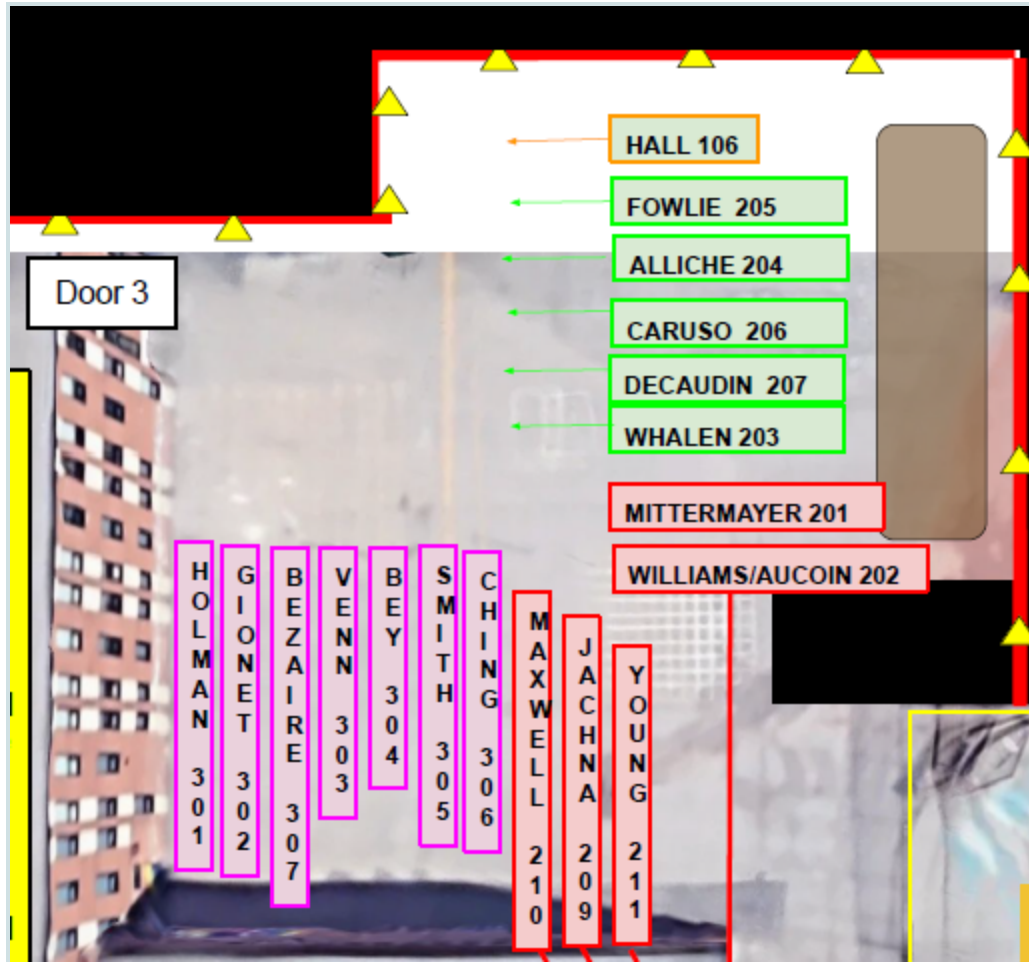 HALL 106
FOWLIE 205
Door 3
ALLICHE 204
CARUSO 206
DECAUDIN 207
WHALEN 203
MITTERMAYER 201
WILLIAMS/AUCOIN 202
HOLMAN 301
GIONET 302
BEZAIRE 307
VENN 303
BEY 304
SMITH 305
CHING 306
MAXWELL 210
JACHNA 209
YOUNG 211